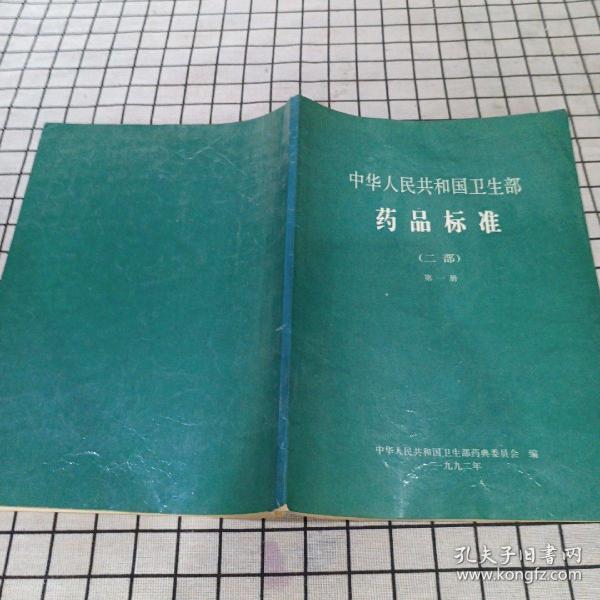 中华人民共和国卫生部
药品标准
（二部）
第一册
中华人民共和国卫生部药典委员会 编
一九九二年
孔夫子旧书网
www.kongfz.com